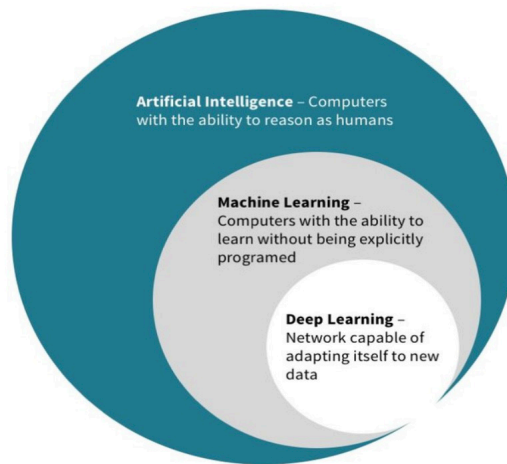 Artificial Intelligence – Computers
with the ability to reason as humans
Machine Learning –
Computers with the ability to
learn without being explicitly
programed
Deep Learning –
Network capable of
adapting itself to new
data